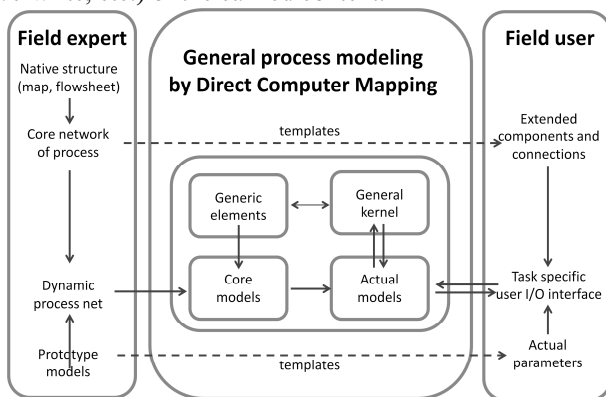 Field expert
Native structure
(map, flowsheet)
Core network
of process
Dynamic
process net
Prototype
models
General process modeling
by Direct Computer Mapping
templates
Generic
elements
General
kernel
Core
models
Actual
models
templates
Field user
Extended
components and
connections
Task specific
user I/O interface
Actual
parameters